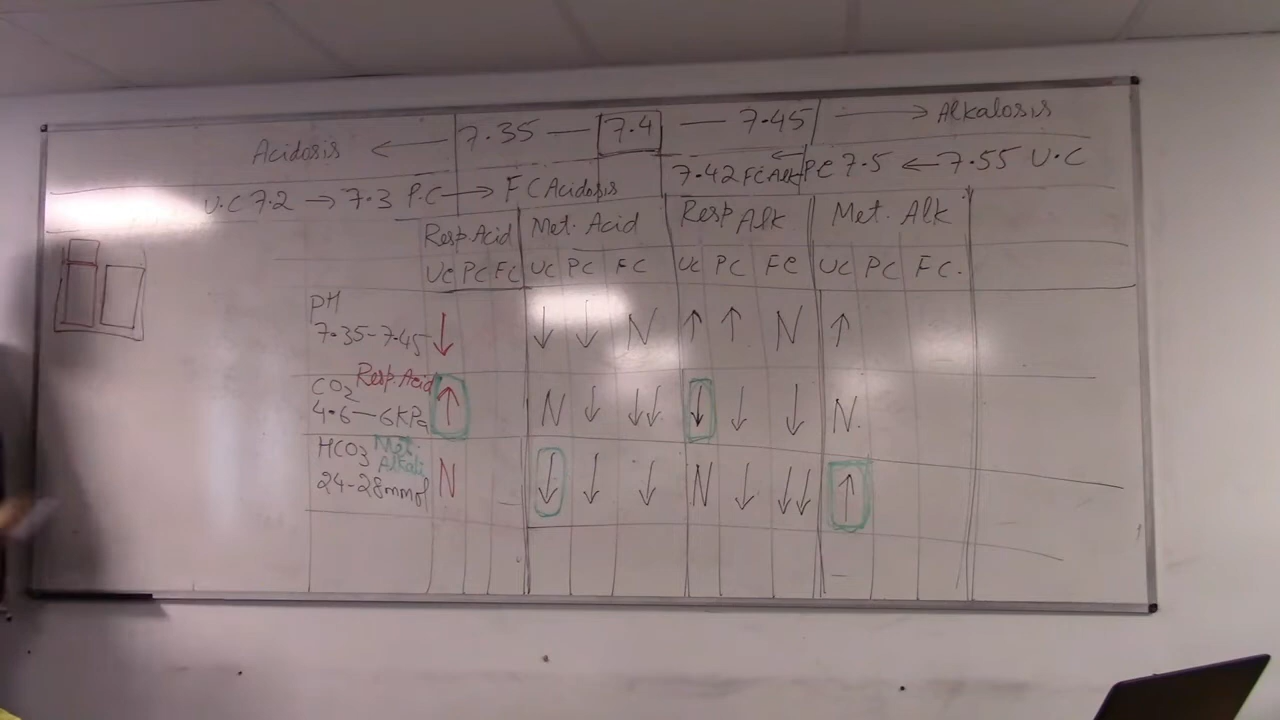 Acidosis ← 7.35 — 7.4 — 7.45 → Alkalosis
U.C 7.2 → 7.3 P.C → F C Acidosis 7.42 FC Alk ← PC 7.5 ← 7.55 U.C
Resp. Acid Met. Acid Resp Alk Met. Alk
UC PC FC UC PC FC UC PC FC UC PC FC.
PH
7.35-7.45 ↓ ↓ ↓ N ↑ ↑ N ↑
CO2 Resp. Acid
4.6—6KPa ↑ N ↓ ↓↓ ↓ ↓ ↓ N.
HCO3 Met. Alkali
24-28mmol N ↓ ↓ ↓ N ↓ ↓↓ ↑